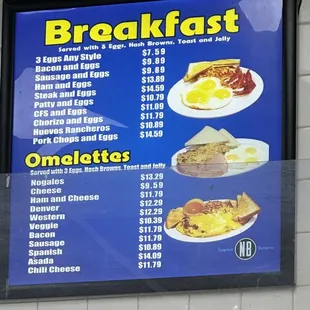 Breakfast
Served with 3 Eggs, Hash Browns, Toast and Jelly
3 Eggs Any Style $7.59
Bacon and Eggs $9.89
Sausage and Eggs $9.89
Ham and Eggs $13.89
Steak and Eggs $14.59
Patty and Eggs $10.79
CFS and Eggs $11.09
Chorizo and Eggs $11.79
Huevos Rancheros $10.89
Pork Chops and Eggs $14.59
Omelettes
Served with 3 Eggs, Hash Browns, Toast and Jelly
Nogales $13.29
Cheese $9.59
Ham and Cheese $11.79
Denver $12.29
Western $12.29
Veggie $10.39
Bacon $11.79
Sausage $11.79
Spanish $10.89
Asada $14.09
Chili Cheese $11.79
NB